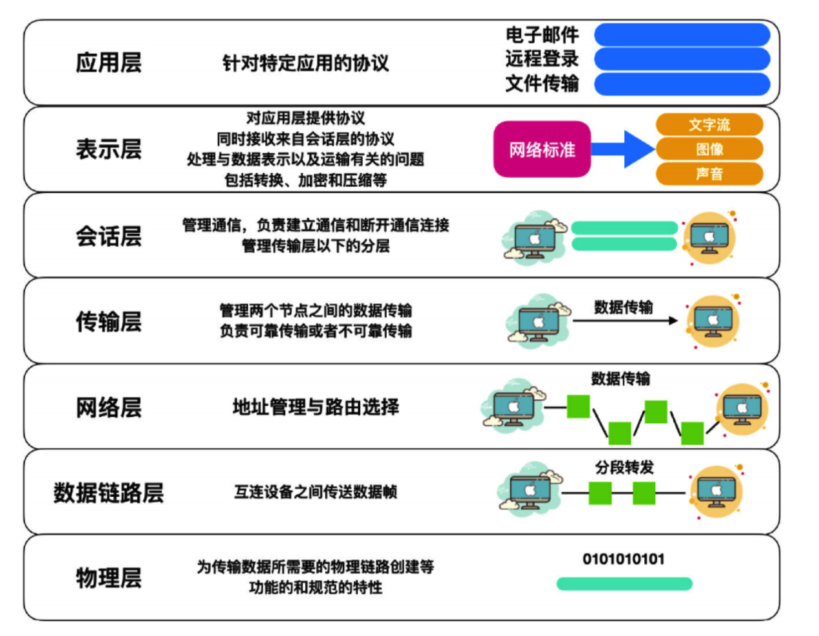 应用层
针对特定应用的协议
电子邮件
远程登录
文件传输
表示层
对应用层提供协议
同时接收来自会话层的协议
处理与数据表示以及运输有关的问题
包括转换、加密和压缩等
网络标准
文字流
图像
声音
会话层
管理通信，负责建立通信和断开通信连接
管理传输层以下的分层
传输层
管理两个节点之间的数据传输
负责可靠传输或者不可靠传输
数据传输
网络层
地址管理与路由选择
数据传输
数据链路层
互连设备之间传送数据帧
分段转发
物理层
为传输数据所需要的物理链路创建等
功能的和规范的特性
0101010101